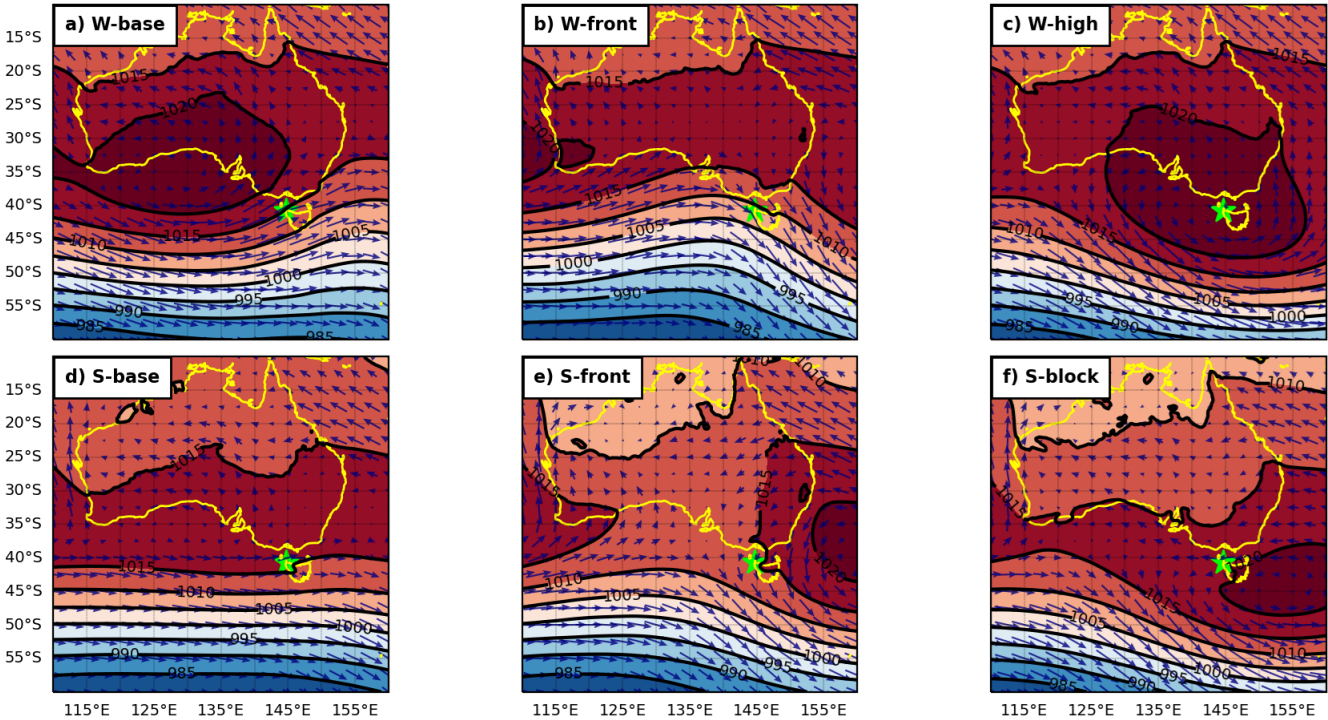 a) W-base
b) W-front
c) W-high
15°S
20°S
25°S
30°S
35°S
40°S
45°S
50°S
55°S
1015
1020
1015
1010
1005
1000
995
990
985
985
1015
1020
1015
1005
1010
1000
995
990
985
1015
1020
1015
1010
1005
995
1000
985
990
d) S-base
e) S-front
f) S-block
15°S
20°S
25°S
30°S
35°S
40°S
45°S
50°S
55°S
1015
1015
1010
1005
1000
995
990
985
1010
1010
1015
1015
1020
1010
1005
1000
995
990
985
1010
1015
1020
1015
1005
1010
1000
995
990
985
115°E 125°E 135°E 145°E 155°E
115°E 125°E 135°E 145°E 155°E
115°E 125°E 135°E 145°E 155°E